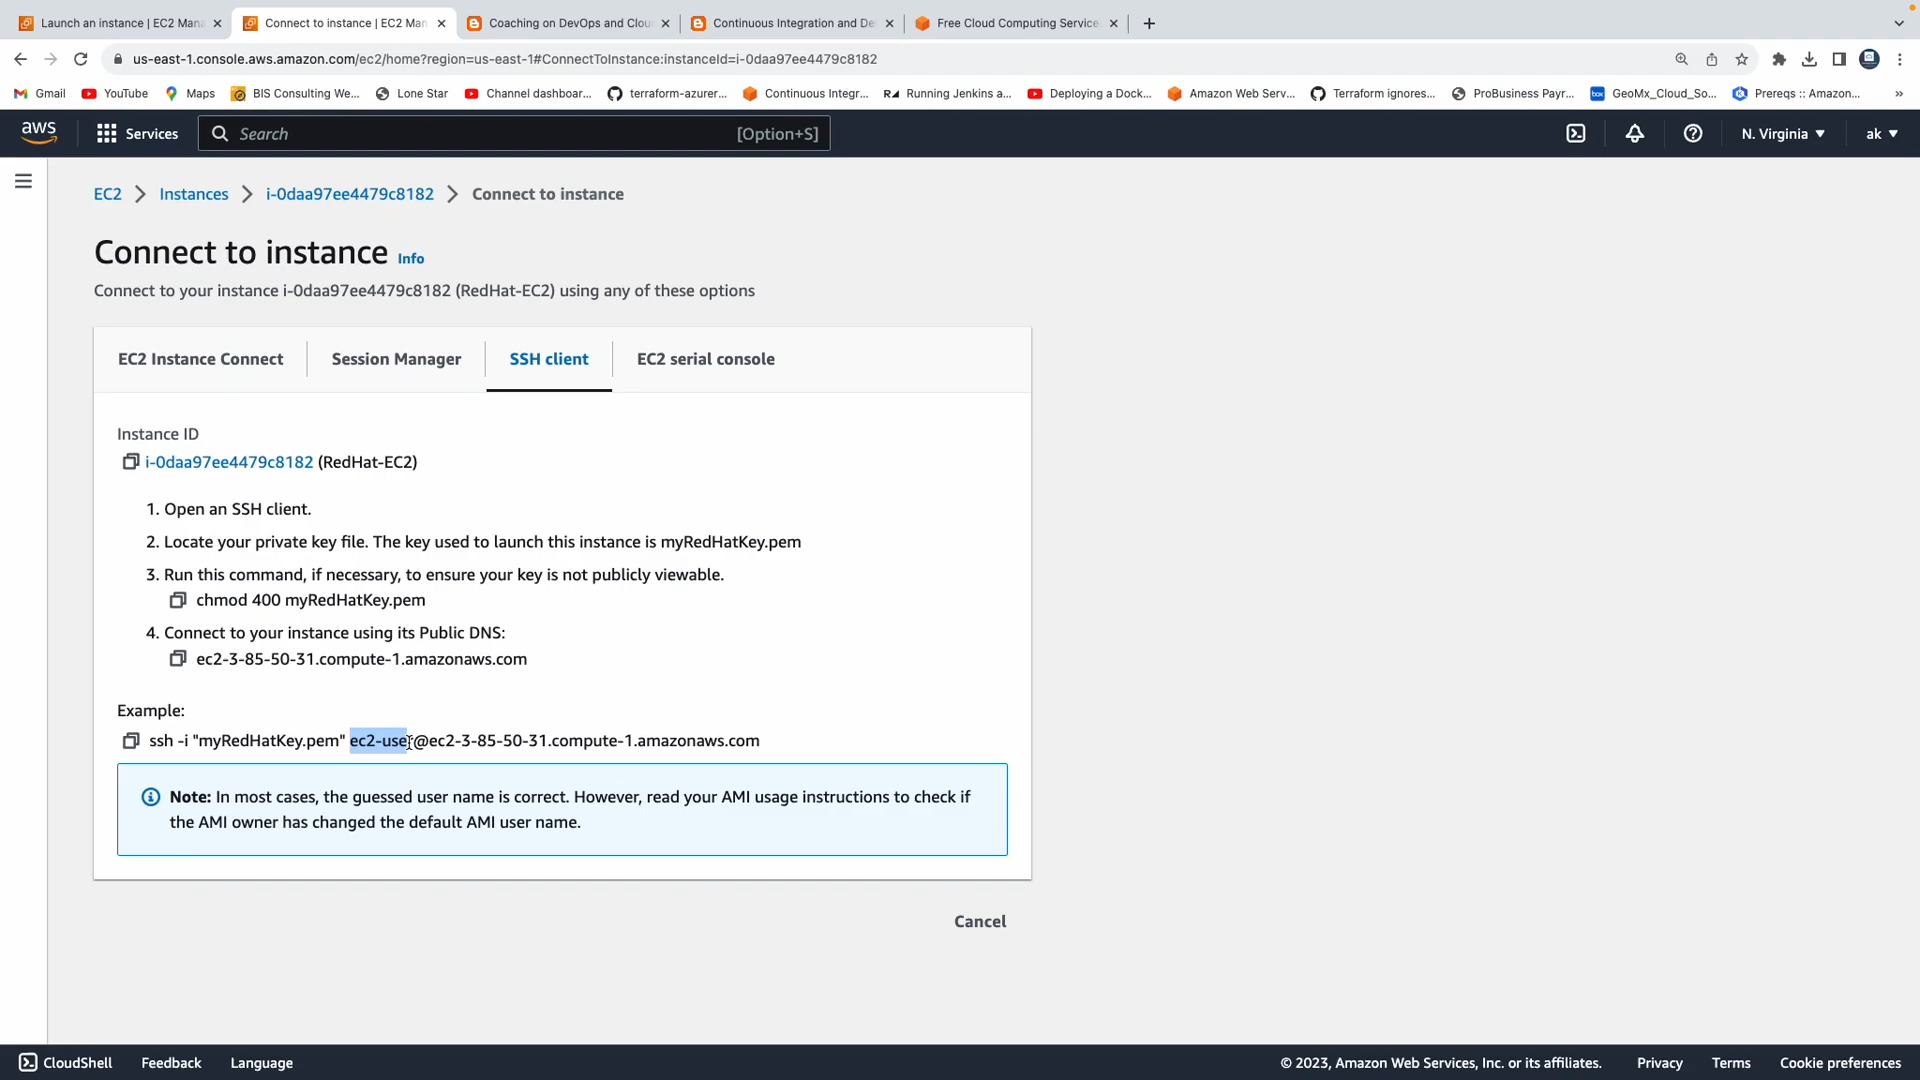 Launch an instance | EC2 Mana
Connect to instance | EC2 Man
Coaching on DevOps and Clou
Continuous Integration and De
Free Cloud Computing Service
us-east-1.console.aws.amazon.com/ec2/home?region=us-east-1#ConnectToInstance:instanceId=i-0daa97ee4479c8182
Gmail
YouTube
Maps
BIS Consulting We...
Lone Star
Channel dashboar...
terraform-azurer...
Continuous Integr...
Running Jenkins a...
Deploying a Dock...
Amazon Web Serv...
Terraform ignores...
ProBusiness Payr...
GeoMx_Cloud_So...
Prereqs :: Amazon...
aws
Services
Search
[Option+S]
N. Virginia
ak
EC2 > Instances > i-0daa97ee4479c8182 > Connect to instance
Connect to instance Info
Connect to your instance i-0daa97ee4479c8182 (RedHat-EC2) using any of these options
EC2 Instance Connect
Session Manager
SSH client
EC2 serial console
Instance ID
i-0daa97ee4479c8182 (RedHat-EC2)
1. Open an SSH client.
2. Locate your private key file. The key used to launch this instance is myRedHatKey.pem
3. Run this command, if necessary, to ensure your key is not publicly viewable.
chmod 400 myRedHatKey.pem
4. Connect to your instance using its Public DNS:
ec2-3-85-50-31.compute-1.amazonaws.com
Example:
ssh -i "myRedHatKey.pem" ec2-user@ec2-3-85-50-31.compute-1.amazonaws.com
Note: In most cases, the guessed user name is correct. However, read your AMI usage instructions to check if
the AMI owner has changed the default AMI user name.
Cancel
CloudShell
Feedback
Language
© 2023, Amazon Web Services, Inc. or its affiliates.
Privacy
Terms
Cookie preferences